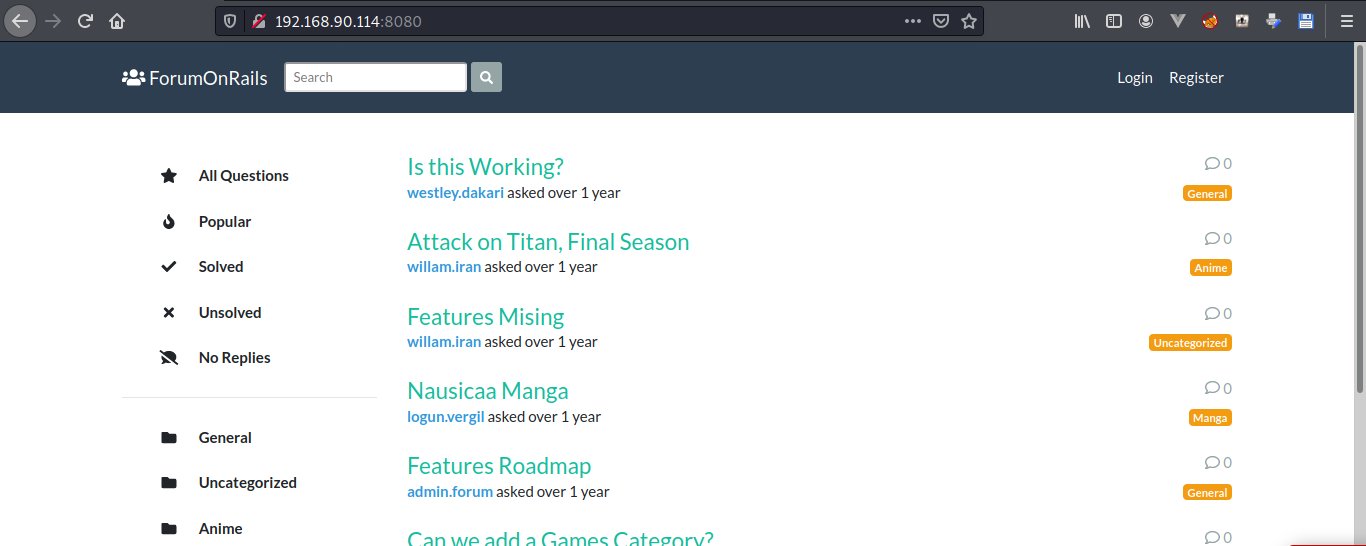 192.168.90.114:8080
ForumOnRails
Search
Login Register
All Questions
Popular
Solved
Unsolved
No Replies
General
Uncategorized
Anime
Is this Working?
0
westley.dakari asked over 1 year
General
Attack on Titan, Final Season
0
willam.iran asked over 1 year
Anime
Features Mising
0
willam.iran asked over 1 year
Uncategorized
Nausicaa Manga
0
logun.vergil asked over 1 year
Manga
Features Roadmap
0
admin.forum asked over 1 year
General
Can we add a Games Category?
0